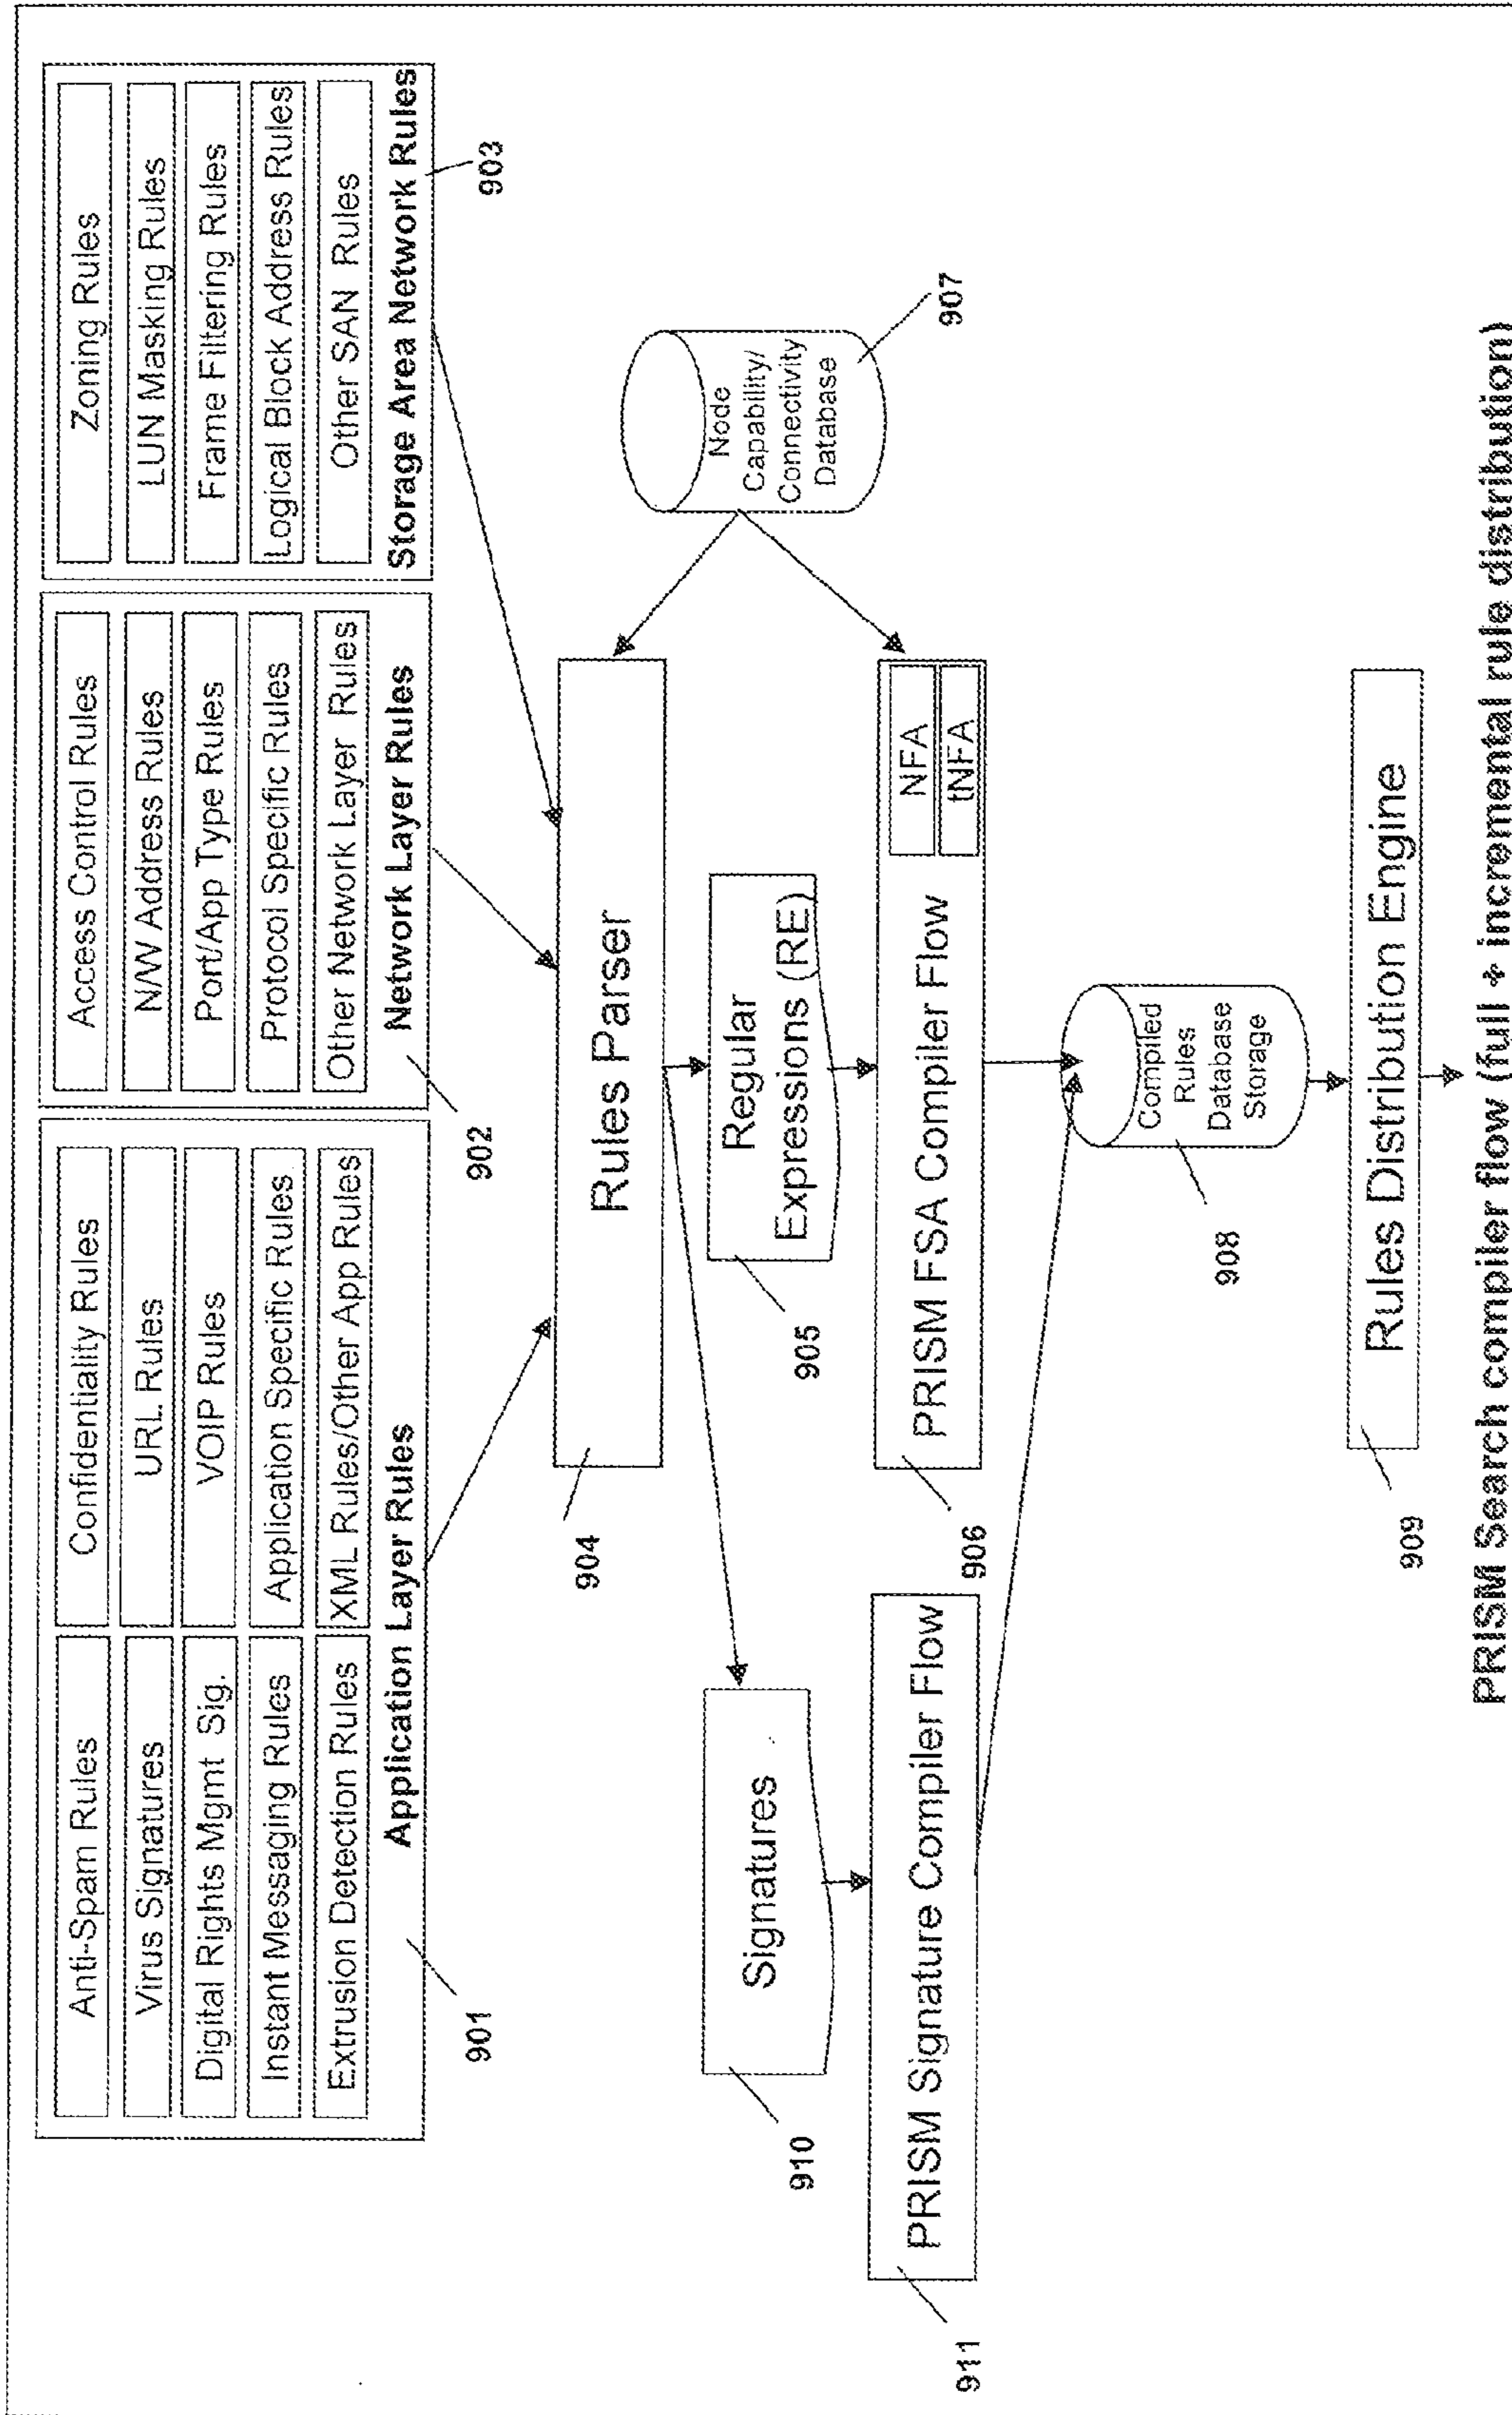 Anti-Spam Rules
Confidentiality Rules
Virus Signatures
URL Rules
Digital Rights Mgmt Sig.
VOIP Rules
Instant Messaging Rules
Application Specific Rules
Extrusion Detection Rules
XML Rules/Other App Rules
Application Layer Rules
901
Access Control Rules
N/W Address Rules
Port/App Type Rules
Protocol Specific Rules
Other Network Layer Rules
Network Layer Rules
902
Zoning Rules
LUN Masking Rules
Frame Filtering Rules
Logical Block Address Rules
Other SAN Rules
Storage Area Network Rules
903
Rules Parser
904
Node
Capability/
Connectivity
Database
907
Signatures
910
Regular
Expressions (RE)
905
PRISM Signature Compiler Flow
911
PRISM FSA Compiler Flow
NFA
tNFA
906
Compiled
Rules
Database
Storage
908
Rules Distribution Engine
909
PRISM Search compiler flow (full + incremental rule distribution)